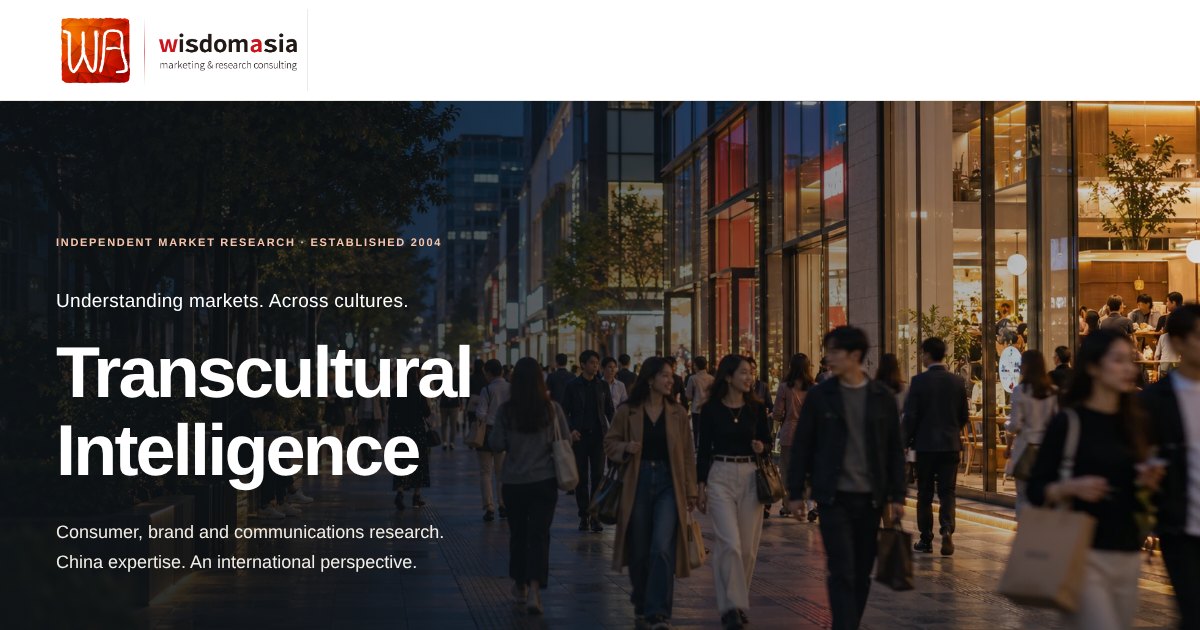 WA
wisdomasia
marketing & research consulting
INDEPENDENT MARKET RESEARCH · ESTABLISHED 2004
Understanding markets. Across cultures.
Transcultural
Intelligence
Consumer, brand and communications research.
China expertise. An international perspective.